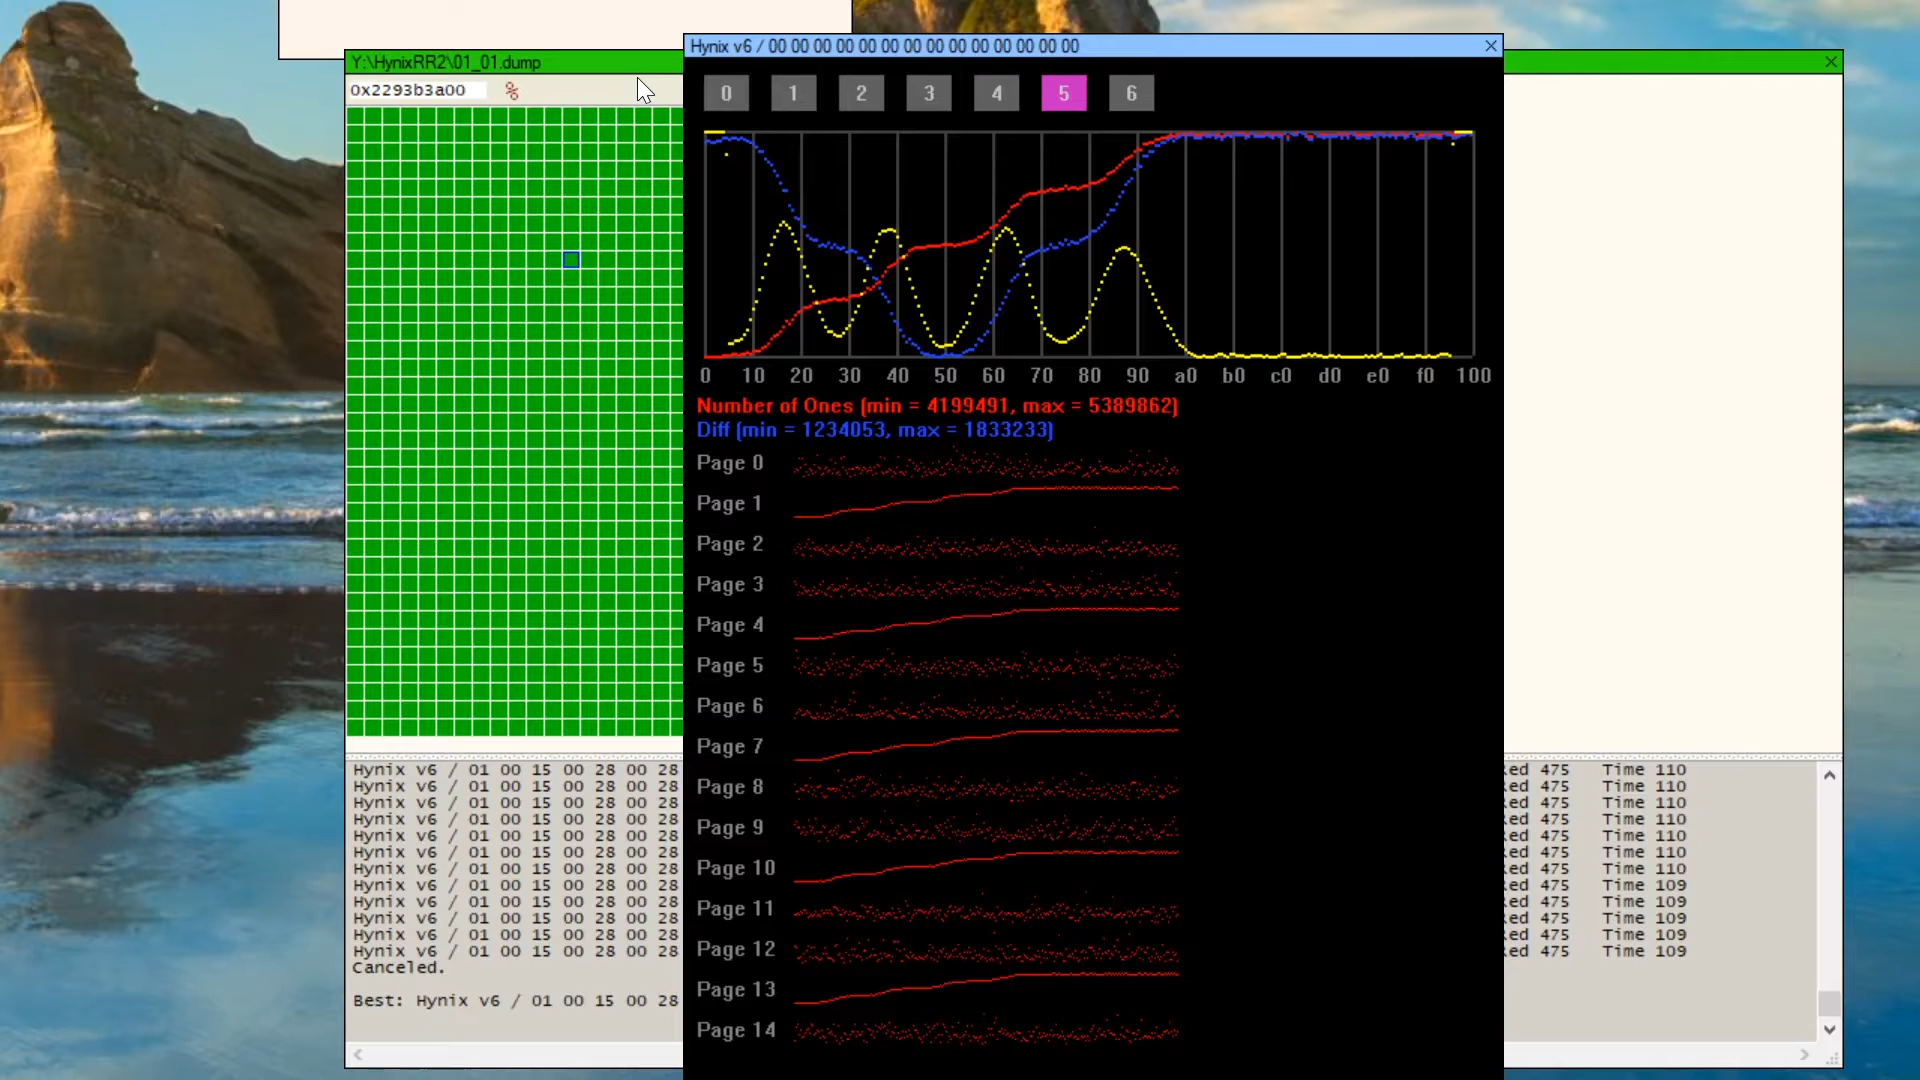 Y:\HynixRR2\01_01.dump
0x2293b3a00 %
Hynix v6 / 01 00 15 00 28 00 28
Hynix v6 / 01 00 15 00 28 00 28
Hynix v6 / 01 00 15 00 28 00 28
Hynix v6 / 01 00 15 00 28 00 28
Hynix v6 / 01 00 15 00 28 00 28
Hynix v6 / 01 00 15 00 28 00 28
Hynix v6 / 01 00 15 00 28 00 28
Hynix v6 / 01 00 15 00 28 00 28
Hynix v6 / 01 00 15 00 28 00 28
Hynix v6 / 01 00 15 00 28 00 28
Hynix v6 / 01 00 15 00 28 00 28
Hynix v6 / 01 00 15 00 28 00 28
Canceled.
Best: Hynix v6 / 01 00 15 00 28
Hynix v6 / 00 00 00 00 00 00 00 00 00 00 00 00 00 00
0 1 2 3 4 5 6
0 10 20 30 40 50 60 70 80 90 a0 b0 c0 d0 e0 f0 100
Number of Ones (min = 4199491, max = 5389862)
Diff (min = 1234053, max = 1833233)
Page 0
Page 1
Page 2
Page 3
Page 4
Page 5
Page 6
Page 7
Page 8
Page 9
Page 10
Page 11
Page 12
Page 13
Page 14
ed 475 Time 110
ed 475 Time 110
ed 475 Time 110
ed 475 Time 110
ed 475 Time 110
ed 475 Time 110
ed 475 Time 110
ed 475 Time 109
ed 475 Time 109
ed 475 Time 109
ed 475 Time 109
ed 475 Time 109